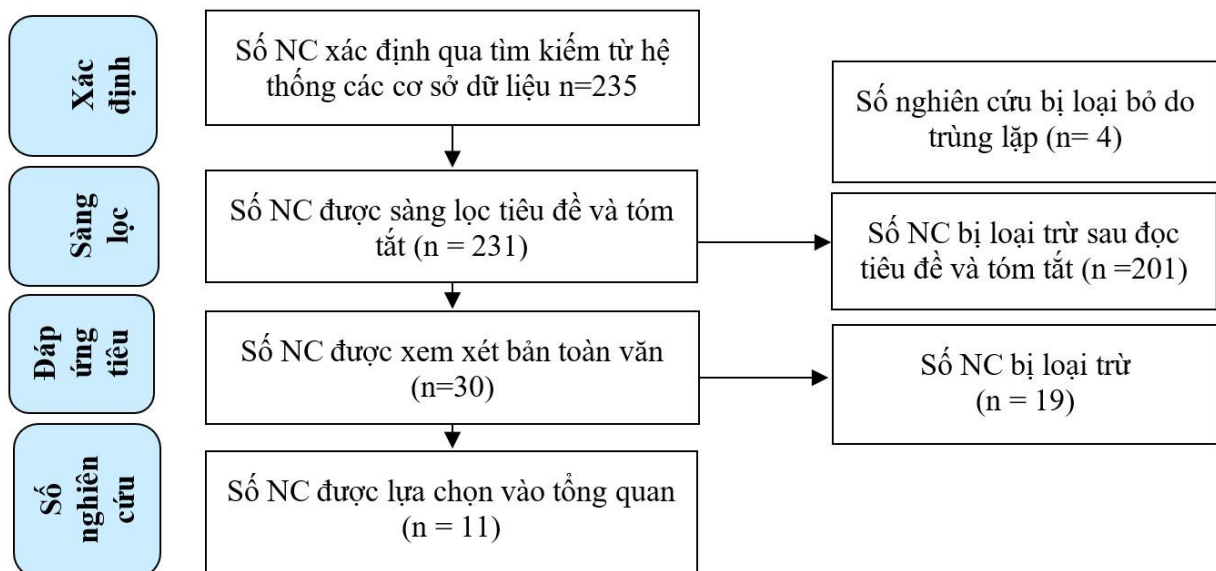 Xác
định
Số NC xác định qua tìm kiếm từ hệ
thống các cơ sở dữ liệu n=235
Số nghiên cứu bị loại bỏ do
trùng lặp (n= 4)
Sàng
lọc
Số NC được sàng lọc tiêu đề và tóm
tắt (n = 231)
Số NC bị loại trừ sau đọc
tiêu đề và tóm tắt (n =201)
Đáp
ứng
tiêu
Số NC được xem xét bản toàn văn
(n=30)
Số NC bị loại trừ
(n = 19)
Số
nghiên
cứu
Số NC được lựa chọn vào tổng quan
(n = 11)